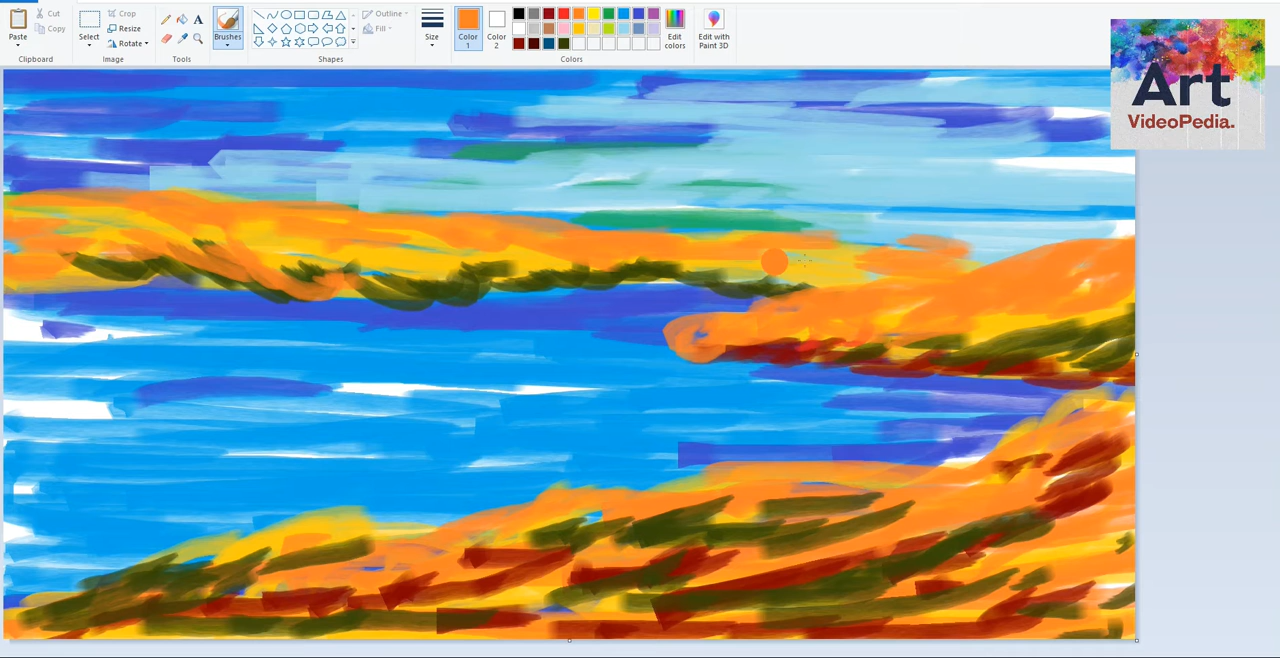 Paste
Cut
Copy
Clipboard
Select
Crop
Resize
Rotate
Image
A
Tools
Brushes
Outline
Fill
Shapes
Size
Color
1
Color
2
Edit
colors
Edit with
Paint 3D
Colors
Art
VideoPedia.